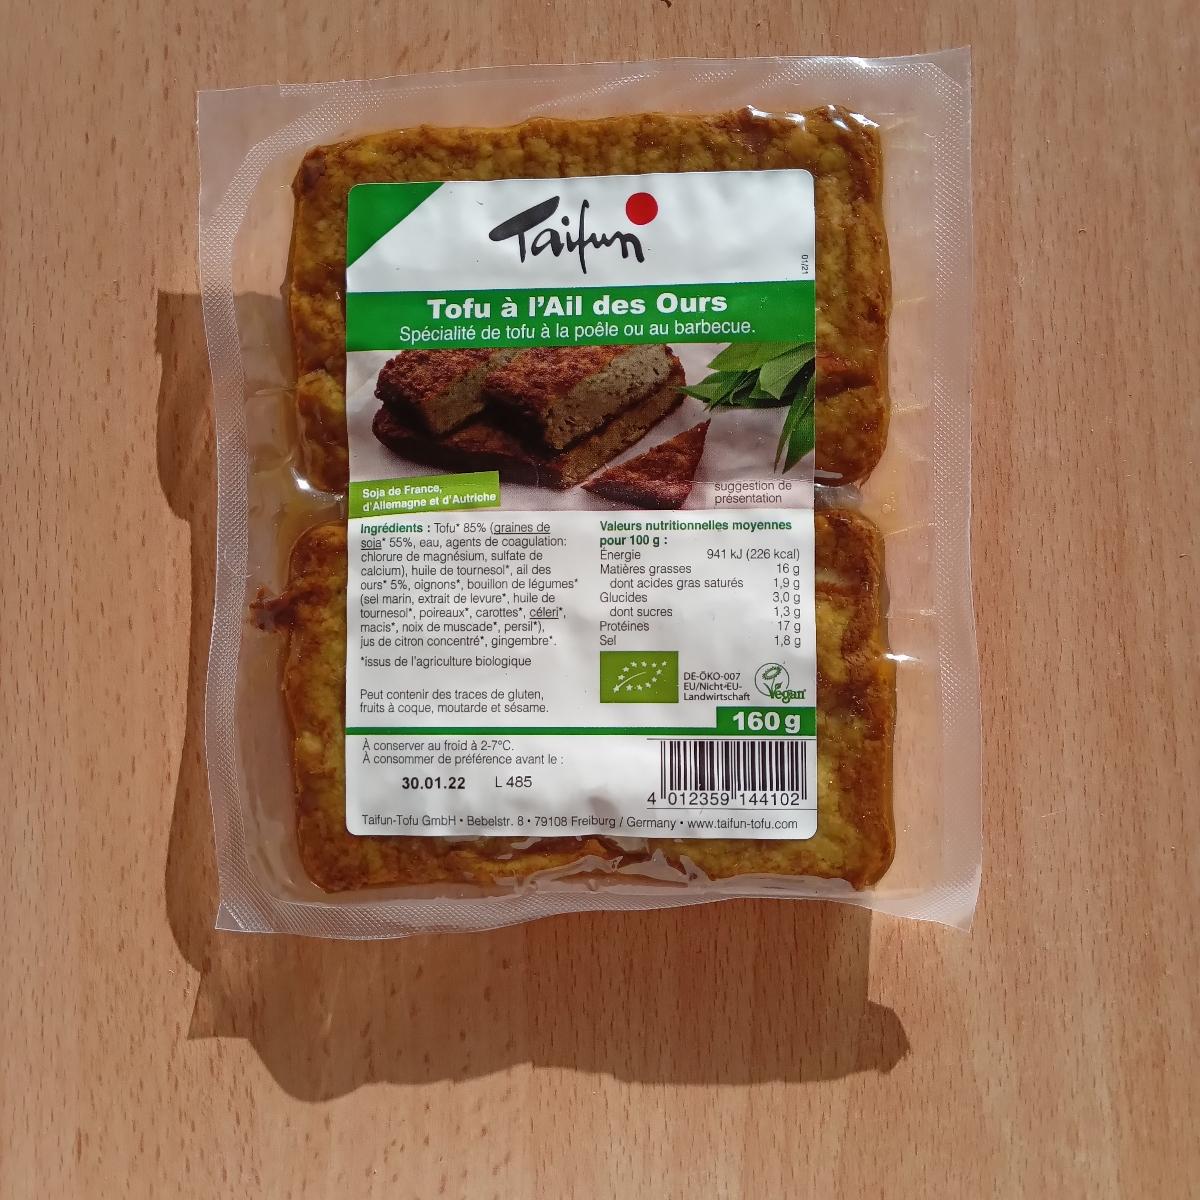 Taifun
01/21
Tofu à l'Ail des Ours
Spécialité de tofu à la poêle ou au barbecue.
Soja de France,
d'Allemagne et d'Autriche
suggestion de
présentation
Ingrédients : Tofu* 85% (graines de
soja* 55%, eau, agents de coagulation:
chlorure de magnésium, sulfate de
calcium), huile de tournesol*, ail des
ours* 5%, oignons*, bouillon de légumes*
(sel marin, extrait de levure*, huile de
tournesol*, poireaux*, carottes*, céleri*,
macis*, noix de muscade*, persil*),
jus de citron concentré*, gingembre*.
*issus de l'agriculture biologique
Peut contenir des traces de gluten,
fruits à coque, moutarde et sésame.
Valeurs nutritionnelles moyennes
pour 100 g :
Énergie 941 kJ (226 kcal)
Matières grasses 16 g
dont acides gras saturés 1,9 g
Glucides 3,0 g
dont sucres 1,3 g
Protéines 17 g
Sel 1,8 g
DE-ÖKO-007
EU/Nicht-EU-
Landwirtschaft
Vegan
160 g
À conserver au froid à 2-7°C.
À consommer de préférence avant le :
30.01.22 L 485
4 012359 144102
Taifun-Tofu GmbH • Bebelstr. 8 • 79108 Freiburg / Germany • www.taifun-tofu.com